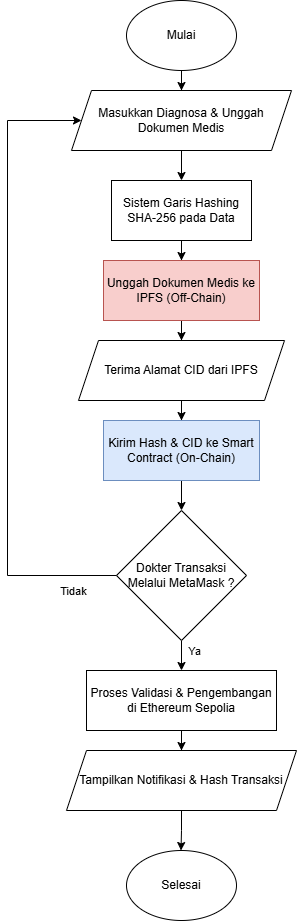 Mulai
Masukkan Diagnosa & Unggah
Dokumen Medis
Sistem Garis Hashing
SHA-256 pada Data
Unggah Dokumen Medis ke
IPFS (Off-Chain)
Terima Alamat CID dari IPFS
Kirim Hash & CID ke Smart
Contract (On-Chain)
Dokter Transaksi
Melalui MetaMask ?
Tidak
Ya
Proses Validasi & Pengembangan
di Ethereum Sepolia
Tampilkan Notifikasi & Hash Transaksi
Selesai